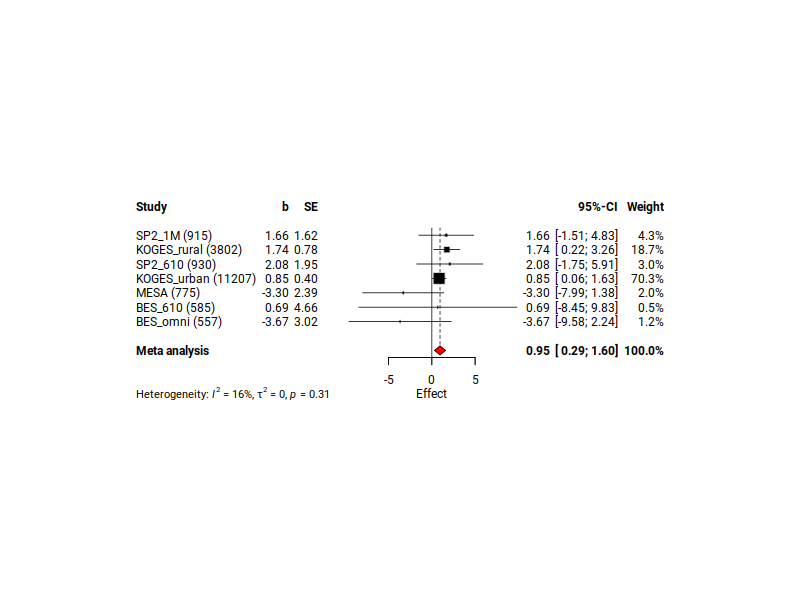 Study b SE 95%-CI Weight
SP2_1M (915) 1.66 1.62 1.66 [-1.51; 4.83] 4.3%
KOGES_rural (3802) 1.74 0.78 1.74 [ 0.22; 3.26] 18.7%
SP2_610 (930) 2.08 1.95 2.08 [-1.75; 5.91] 3.0%
KOGES_urban (11207) 0.85 0.40 0.85 [ 0.06; 1.63] 70.3%
MESA (775) -3.30 2.39 -3.30 [-7.99; 1.38] 2.0%
BES_610 (585) 0.69 4.66 0.69 [-8.45; 9.83] 0.5%
BES_omni (557) -3.67 3.02 -3.67 [-9.58; 2.24] 1.2%
Meta analysis 0.95 [ 0.29; 1.60] 100.0%
-5 0 5
Effect
Heterogeneity: I² = 16%, τ² = 0, p = 0.31